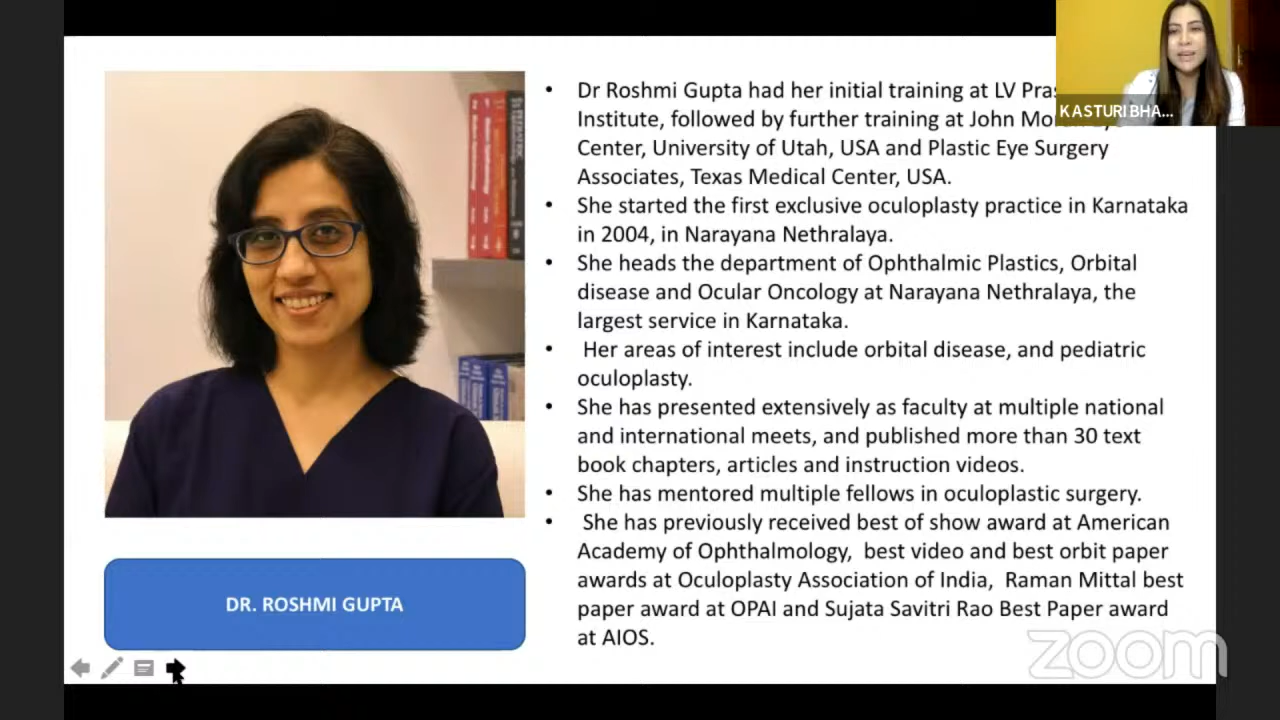 Dr Roshmi Gupta had her initial training at LV
Institute, followed by further training at John
Center, University of Utah, USA and Plastic Eye Surgery
Associates, Texas Medical Center, USA.
She started the first exclusive oculoplasty practice in Karnataka
in 2004, in Narayana Nethralaya.
She heads the department of Ophthalmic Plastics, Orbital
disease and Ocular Oncology at Narayana Nethralaya, the
largest service in Karnataka.
Her areas of interest include orbital disease, and pediatric
oculoplasty.
She has presented extensively as faculty at multiple national
and international meets, and published more than 30 text
book chapters, articles and instruction videos.
She has mentored multiple fellows in oculoplastic surgery.
She has previously received best of show award at American
Academy of Ophthalmology, best video and best orbit paper
awards at Oculoplasty Association of India, Raman Mittal best
paper award at OPAI and Sujata Savitri Rao Best Paper award
at AIOS.
DR. ROSHMI GUPTA
KASTURI BHA...
zoom